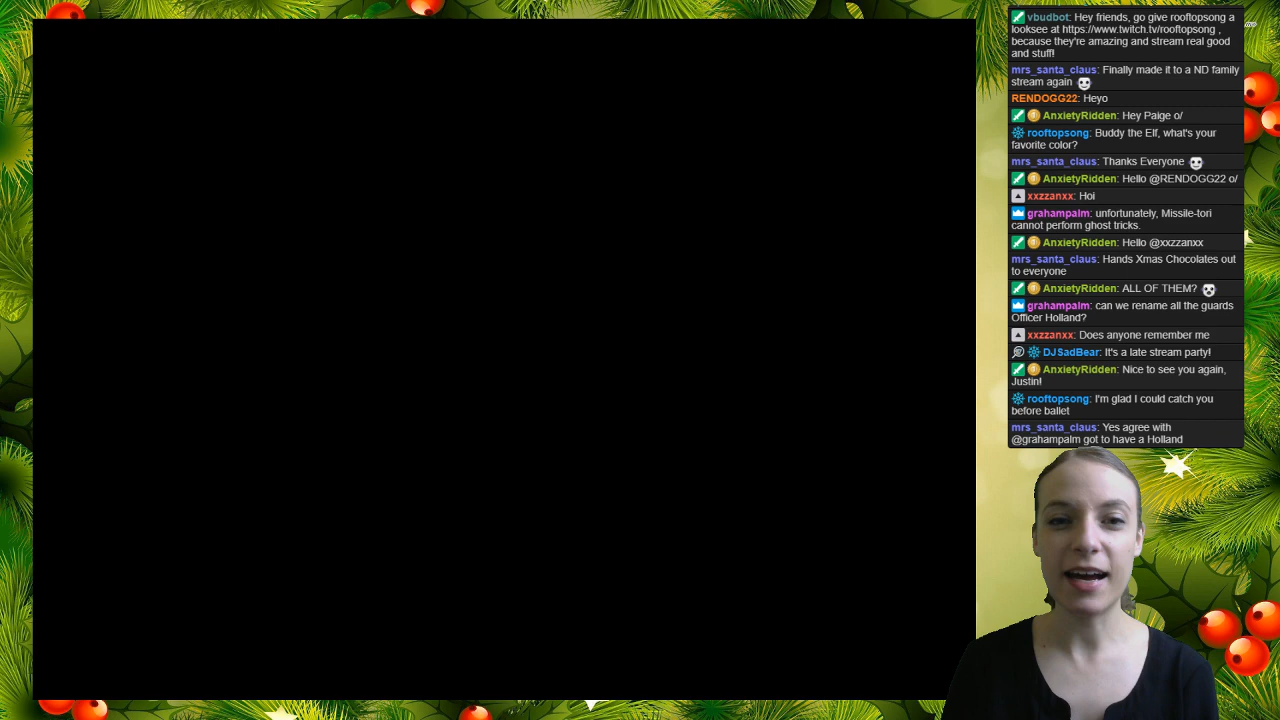 vbudbot: Hey friends, go give rooftopsong a
looksee at https://www.twitch.tv/rooftopsong ,
because they're amazing and stream real good
and stuff!
mrs_santa_claus: Finally made it to a ND family
stream again
RENDOGG22: Heyo
AnxietyRidden: Hey Paige o/
rooftopsong: Buddy the Elf, what's your
favorite color?
mrs_santa_claus: Thanks Everyone
AnxietyRidden: Hello @RENDOGG22 o/
xxzzanxx: Hoi
grahampalm: unfortunately, Missile-tori
cannot perform ghost tricks.
AnxietyRidden: Hello @xxzzanxx
mrs_santa_claus: Hands Xmas Chocolates out
to everyone
AnxietyRidden: ALL OF THEM?
grahampalm: can we rename all the guards
Officer Holland?
xxzzanxx: Does anyone remember me
DJSadBear: It's a late stream party!
AnxietyRidden: Nice to see you again,
Justin!
rooftopsong: I'm glad I could catch you
before ballet
mrs_santa_claus: Yes agree with
@grahampalm got to have a Holland